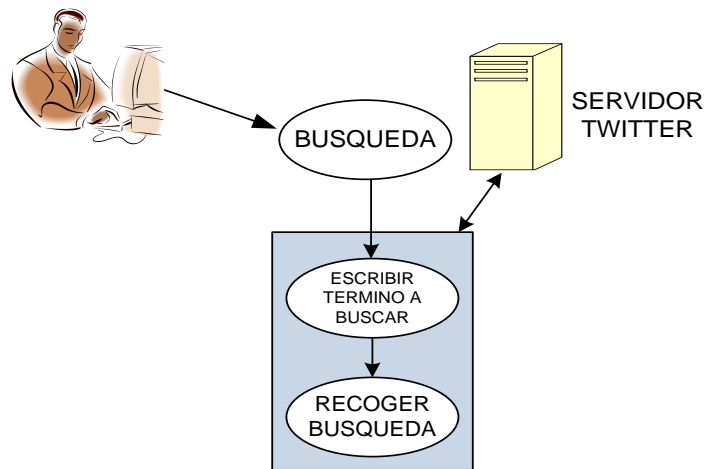 BUSQUEDA
SERVIDOR
TWITTER
ESCRIBIR
TERMINO A
BUSCAR
RECOGER
BUSQUEDA